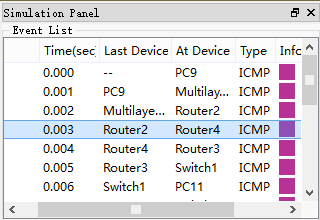 Simulation Panel
Event List
Time(sec Last Device At Device Type Info
0.000 -- PC9 ICMP
0.001 PC9 Multilay... ICMP
0.002 Multilaye... Router2 ICMP
0.003 Router2 Router4 ICMP
0.004 Router4 Router3 ICMP
0.005 Router3 Switch1 ICMP
0.006 Switch1 PC11 ICMP